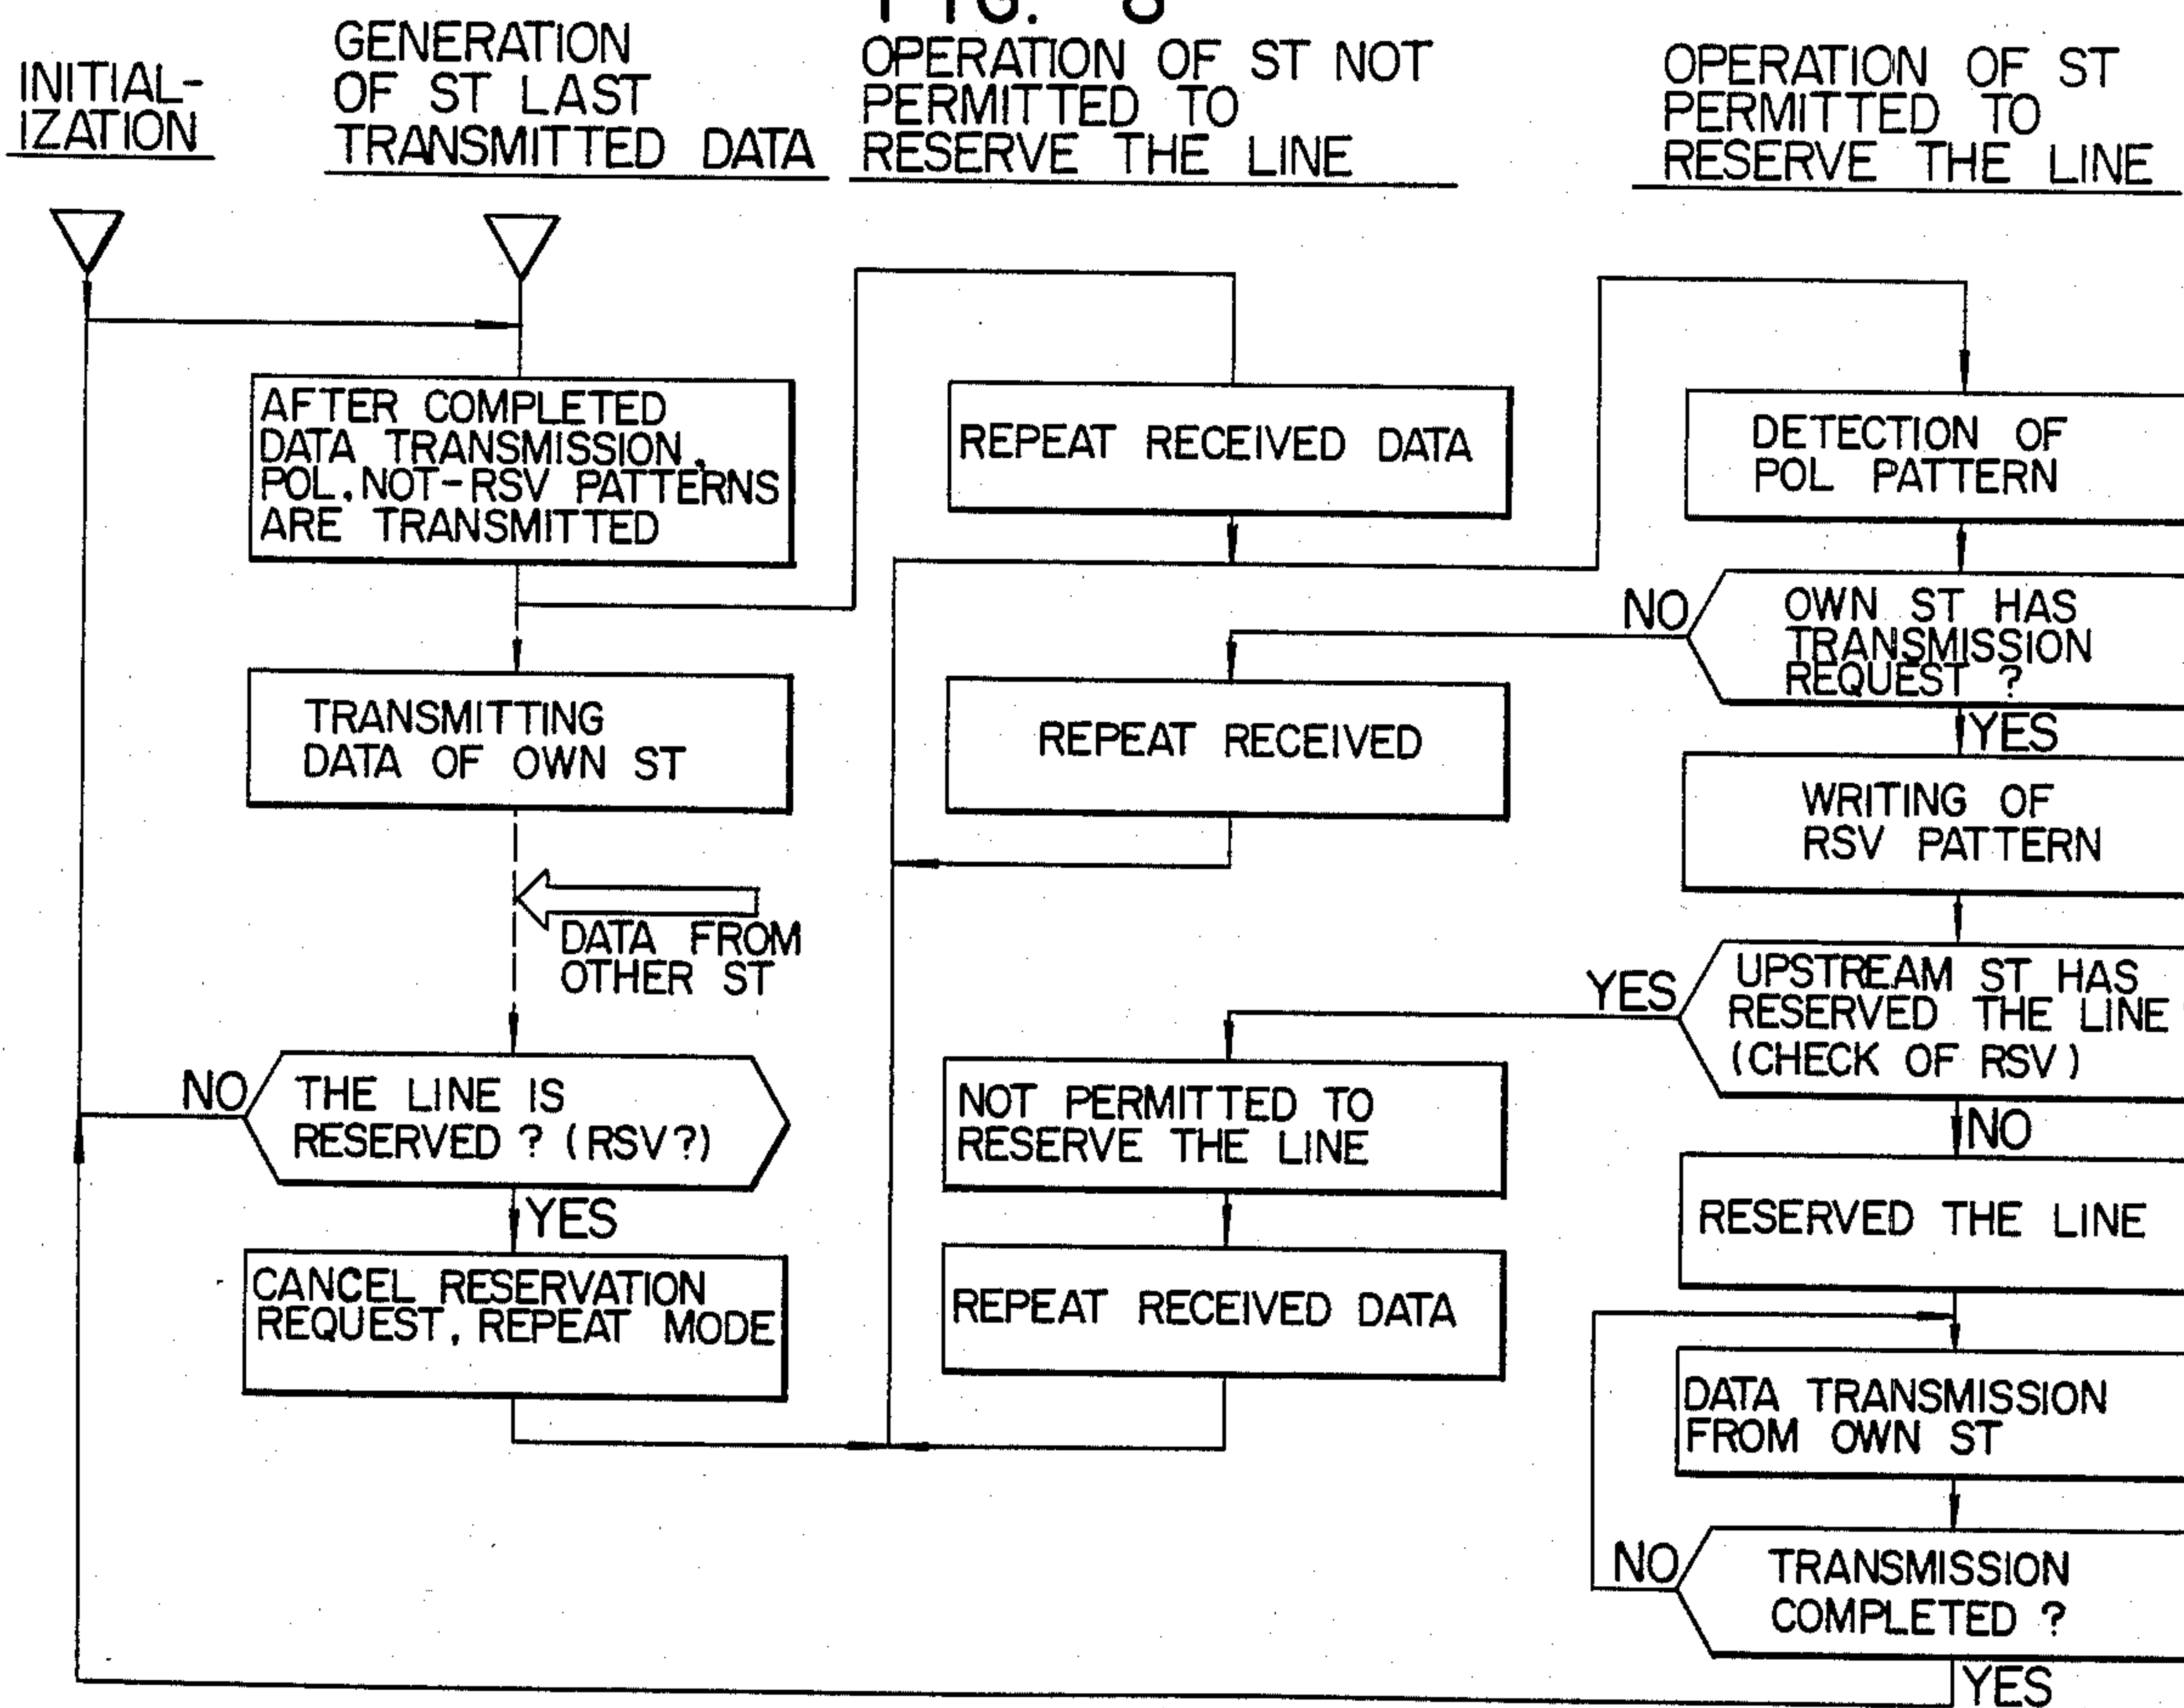 FIG. 8
INITIAL-
IZATION
GENERATION
OF ST LAST
TRANSMITTED DATA
OPERATION OF ST NOT
PERMITTED TO
RESERVE THE LINE
OPERATION OF ST
PERMITTED TO
RESERVE THE LINE
AFTER COMPLETED
DATA TRANSMISSION,
POL, NOT-RSV PATTERNS
ARE TRANSMITTED
TRANSMITTING
DATA OF OWN ST
DATA FROM
OTHER ST
NO
THE LINE IS
RESERVED ? (RSV?)
YES
CANCEL RESERVATION
REQUEST, REPEAT MODE
REPEAT RECEIVED DATA
REPEAT RECEIVED
NOT PERMITTED TO
RESERVE THE LINE
REPEAT RECEIVED DATA
DETECTION OF
POL PATTERN
NO
OWN ST HAS
TRANSMISSION
REQUEST ?
YES
WRITING OF
RSV PATTERN
YES
UPSTREAM ST HAS
RESERVED THE LINE
(CHECK OF RSV)
NO
RESERVED THE LINE
DATA TRANSMISSION
FROM OWN ST
NO
TRANSMISSION
COMPLETED ?
YES